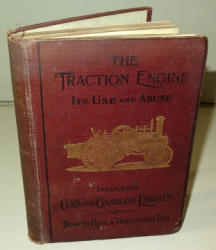 THE
TRACTION ENGINE
ITS USE AND ABUSE
INCLUDING
GAS AND GASOLINE ENGINES
HOW TO RUN A THRESHING RIG